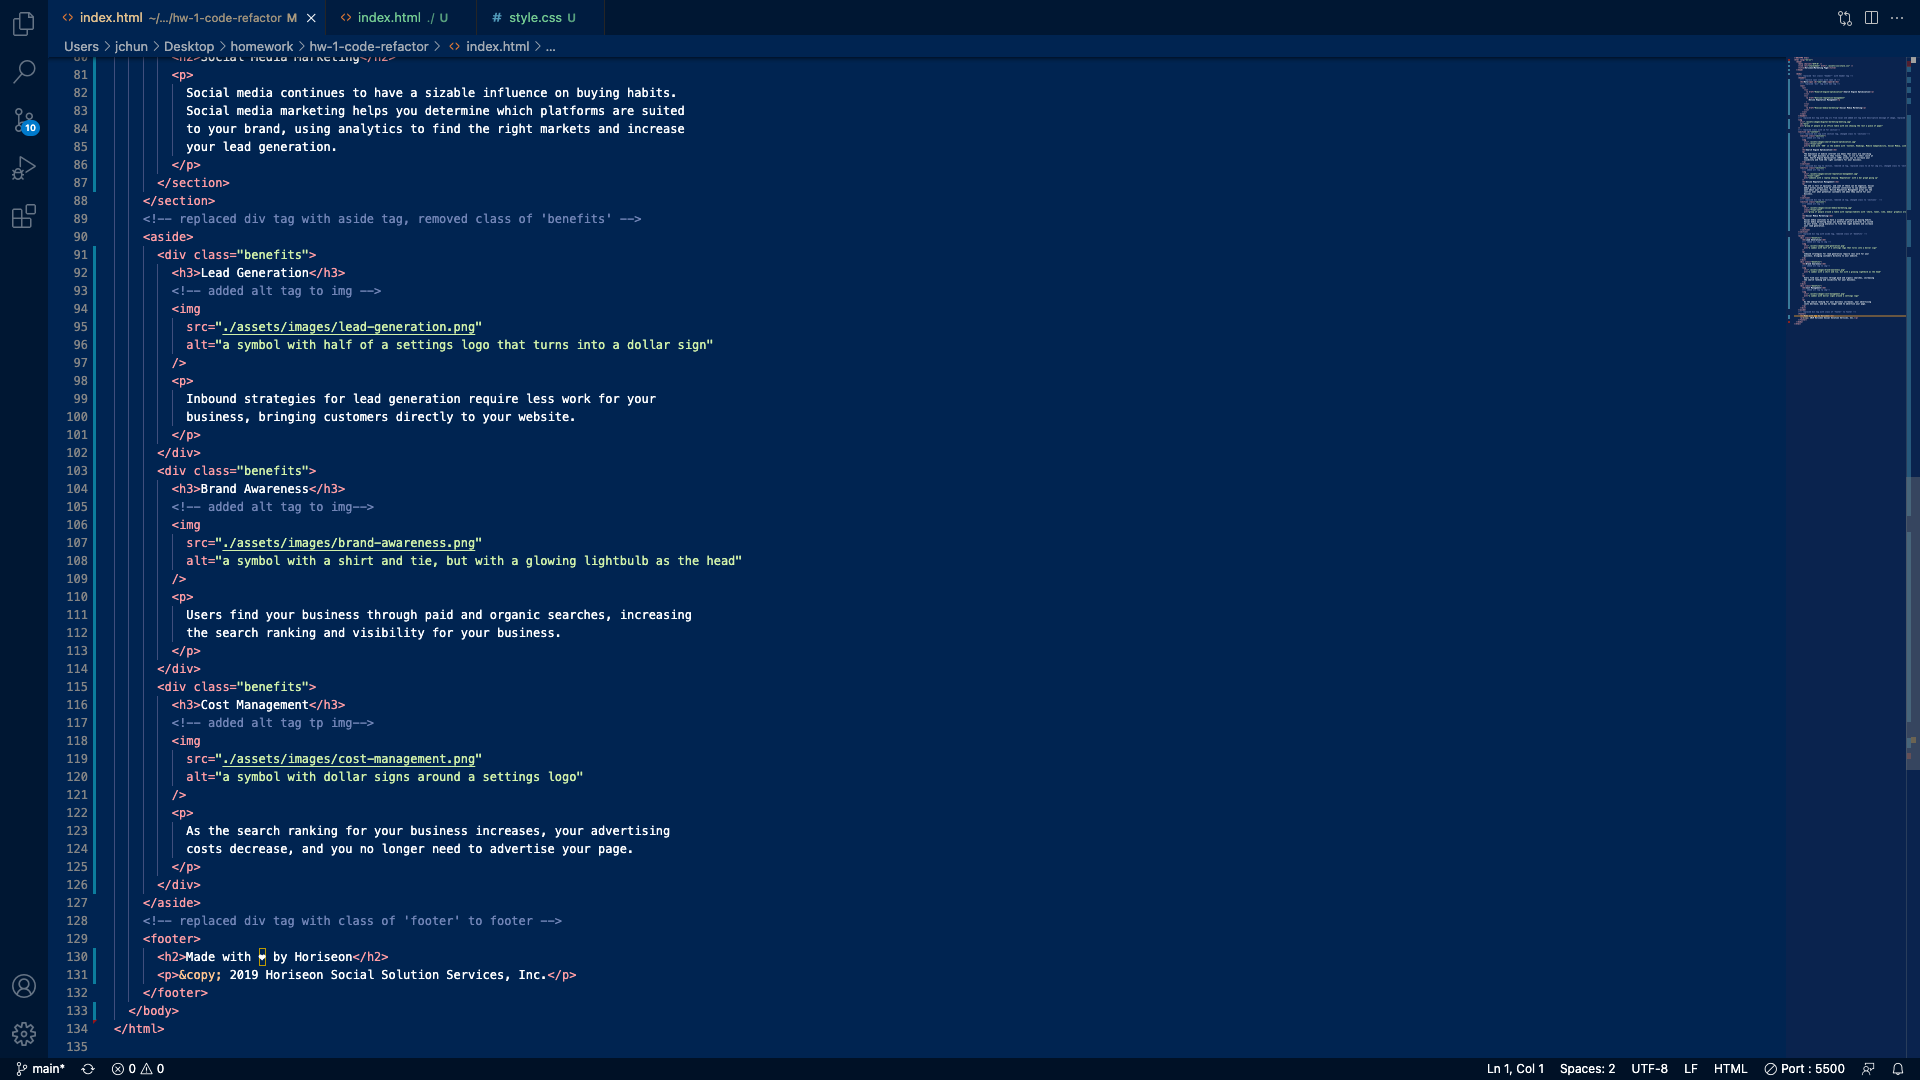 index.html ~/.../hw-1-code-refactor M
index.html ./ U
# style.css U
Users > jchun > Desktop > homework > hw-1-code-refactor > <> index.html > ...
80 <h2>Social Media Marketing</h2>
81 <p>
82 Social media continues to have a sizable influence on buying habits.
83 Social media marketing helps you determine which platforms are suited
84 to your brand, using analytics to find the right markets and increase
85 your lead generation.
86 </p>
87 </section>
88 </section>
89 <!-- replaced div tag with aside tag, removed class of 'benefits' -->
90 <aside>
91 <div class="benefits">
92 <h3>Lead Generation</h3>
93 <!-- added alt tag to img -->
94 <img
95 src="./assets/images/lead-generation.png"
96 alt="a symbol with half of a settings logo that turns into a dollar sign"
97 />
98 <p>
99 Inbound strategies for lead generation require less work for your
100 business, bringing customers directly to your website.
101 </p>
102 </div>
103 <div class="benefits">
104 <h3>Brand Awareness</h3>
105 <!-- added alt tag to img-->
106 <img
107 src="./assets/images/brand-awareness.png"
108 alt="a symbol with a shirt and tie, but with a glowing lightbulb as the head"
109 />
110 <p>
111 Users find your business through paid and organic searches, increasing
112 the search ranking and visibility for your business.
113 </p>
114 </div>
115 <div class="benefits">
116 <h3>Cost Management</h3>
117 <!-- added alt tag tp img-->
118 <img
119 src="./assets/images/cost-management.png"
120 alt="a symbol with dollar signs around a settings logo"
121 />
122 <p>
123 As the search ranking for your business increases, your advertising
124 costs decrease, and you no longer need to advertise your page.
125 </p>
126 </div>
127 </aside>
128 <!-- replaced div tag with class of 'footer' to footer -->
129 <footer>
130 <h2>Made with ❤ by Horiseon</h2>
131 <p>&copy; 2019 Horiseon Social Solution Services, Inc.</p>
132 </footer>
133 </body>
134 </html>
135
10
main* 0 0 Ln 1, Col 1 Spaces: 2 UTF-8 LF HTML Port : 5500